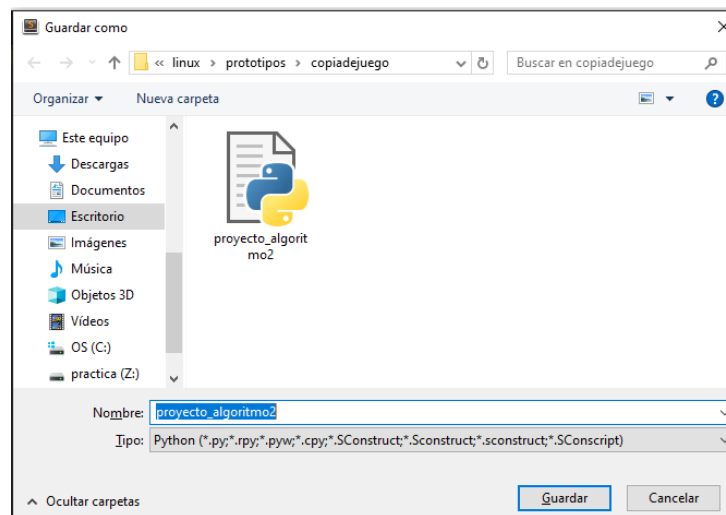 Guardar como
« linux > prototipos > copiadejuego
Buscar en copiadejuego
Organizar
Nueva carpeta
?
Este equipo
Descargas
Documentos
Escritorio
Imágenes
Música
Objetos 3D
Vídeos
OS (C:)
practica (Z:)
proyecto_algorit
mo2
Nombre: proyecto_algoritmo2
Tipo: Python (*.py;*.rpy;*.pyw;*.cpy;*.SConstruct;*.Sconstruct;*.sconstruct;*.SConscript)
Ocultar carpetas
Guardar
Cancelar